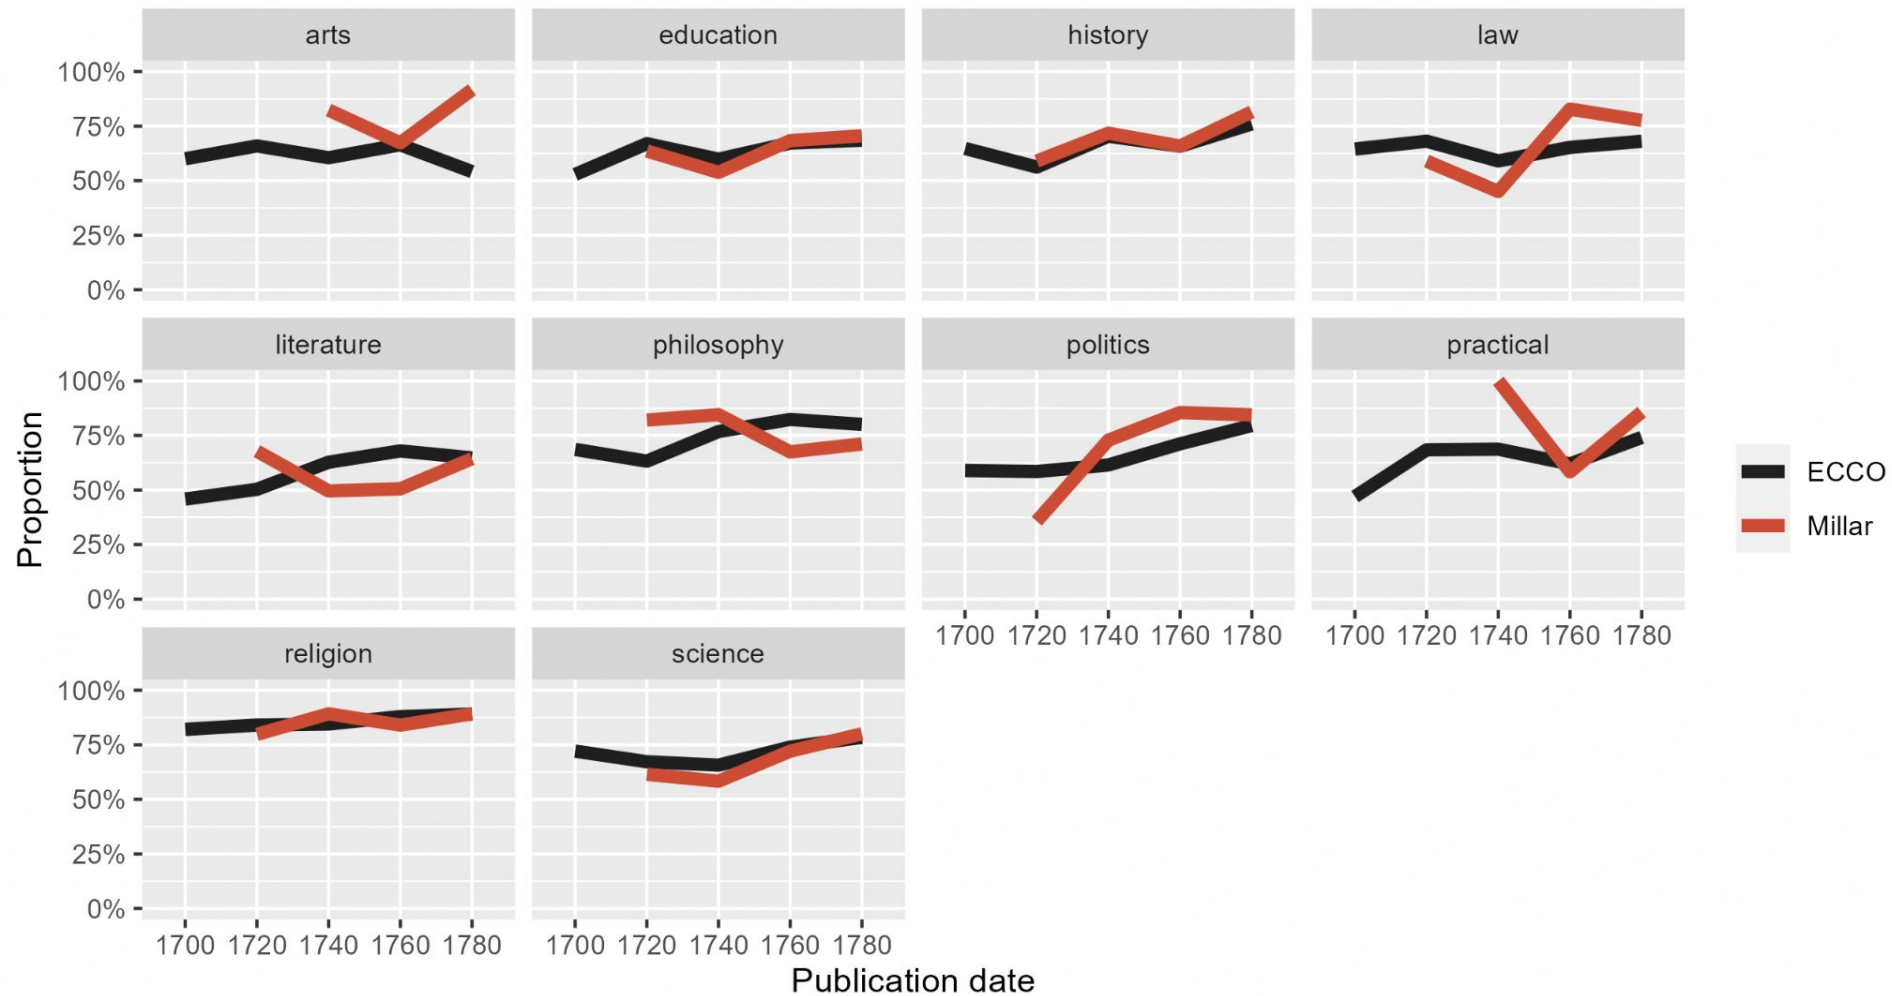 arts education history law
100%
75%
50%
25%
0%
literature philosophy politics practical
100%
75%
50%
25%
0%
1700 1720 1740 1760 1780 1700 1720 1740 1760 1780
religion science
100%
75%
50%
25%
0%
1700 1720 1740 1760 1780 1700 1720 1740 1760 1780
Publication date
Proportion
ECCO
Millar